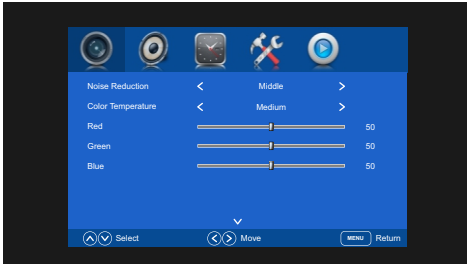 Noise Reduction Middle
Color Temperature Medium
Red 50
Green 50
Blue 50
Select Move MENU Return